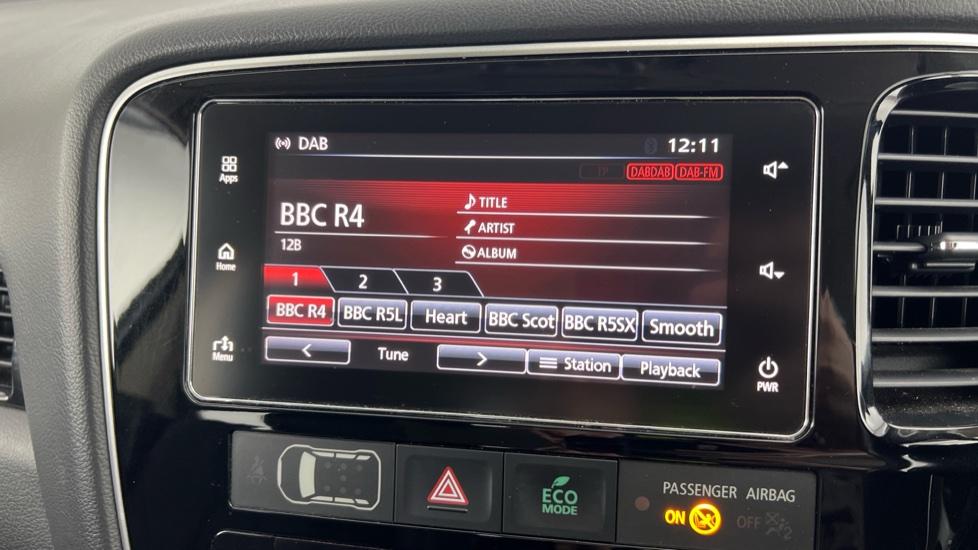 DAB 12:11
TP DABDAB DAB-FM
Apps
TITLE
BBC R4
ARTIST
12B
ALBUM
Home
1 2 3
BBC R4 BBC R5L Heart BBC Scot BBC R5SX Smooth
Menu
< Tune > Station Playback
PWR
PASSENGER AIRBAG
ECO
MODE
ON OFF
2